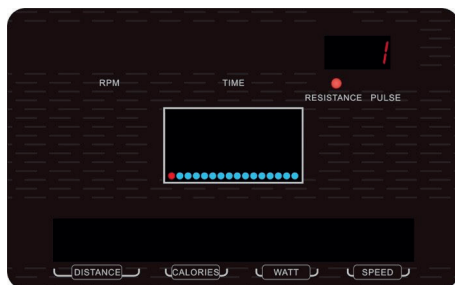 1
RPM TIME
RESISTANCE PULSE
DISTANCE CALORIES WATT SPEED